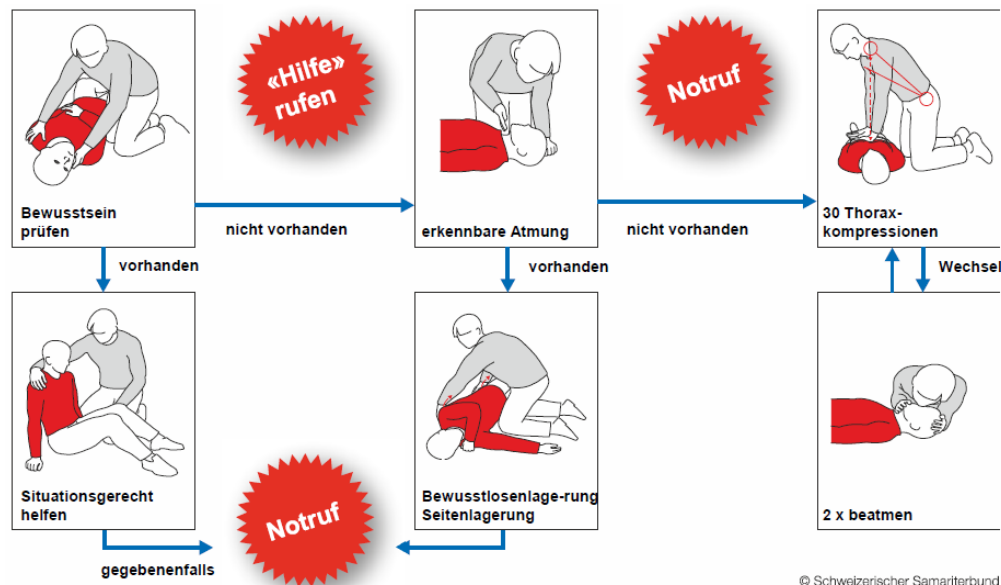 «Hilfe»
rufen
Notruf
Bewusstsein
prüfen
nicht vorhanden
erkennbare Atmung
nicht vorhanden
30 Thorax-
kompressionen
vorhanden
vorhanden
Wechsel
Situationsgerecht
helfen
Notruf
Bewusstlosenlage-rung
Seitenlagerung
2 x beatmen
gegebenenfalls
© Schweizerischer Samariterbund